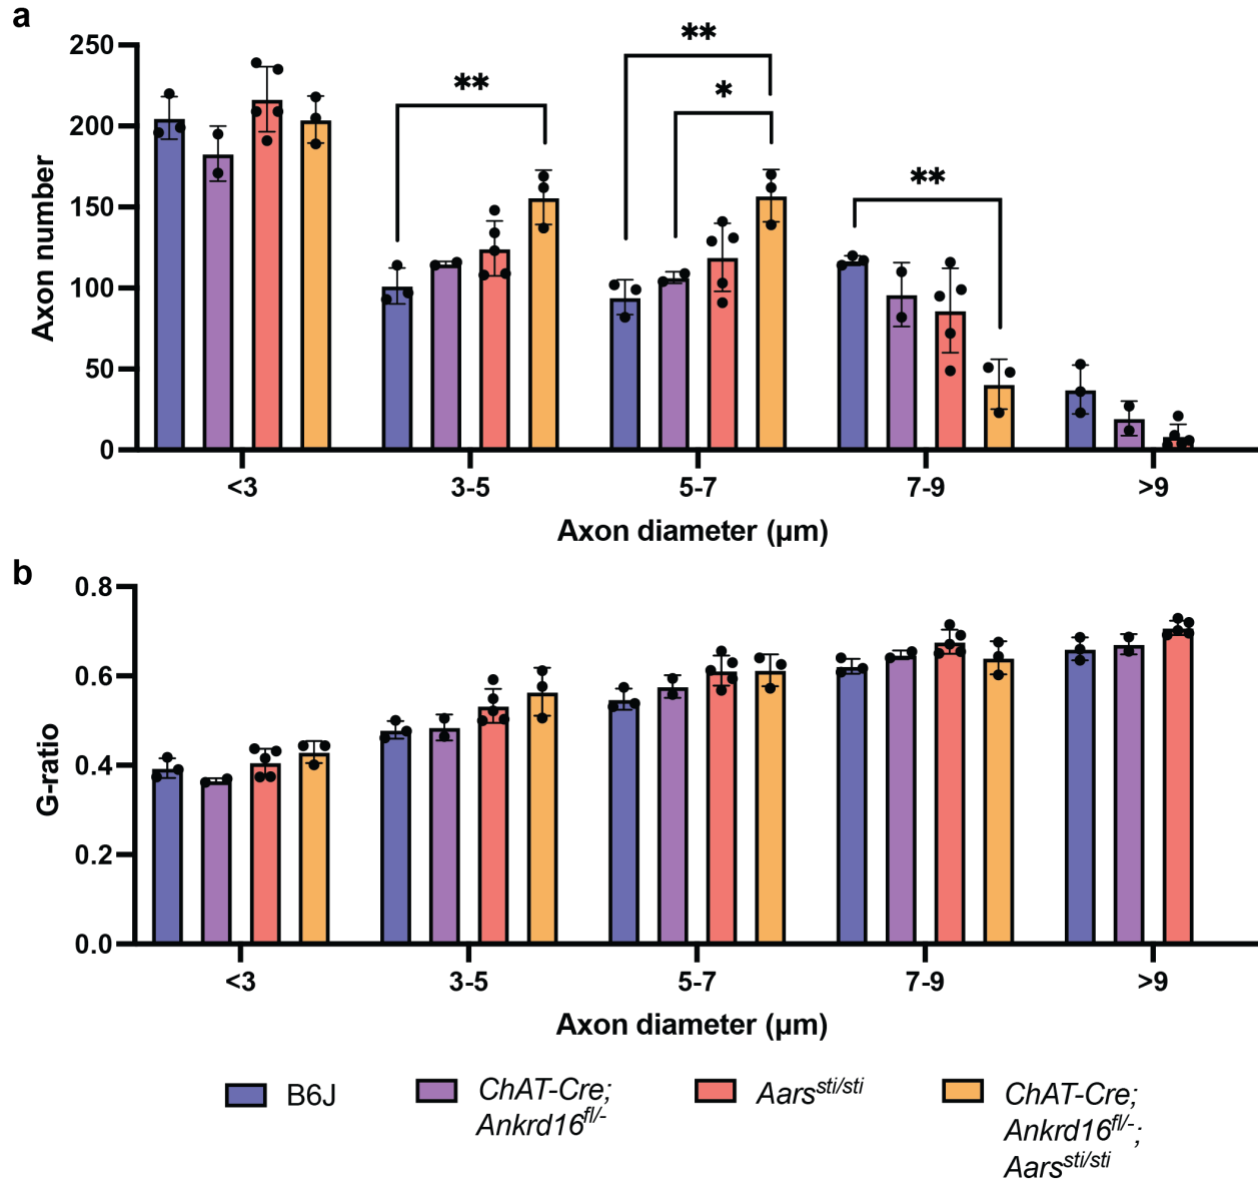 a
250
200
150
100
50
0
Axon number
**
**
*
**
<3 3-5 5-7 7-9 >9
Axon diameter (µm)
b
0.8
0.6
0.4
0.2
0.0
G-ratio
<3 3-5 5-7 7-9 >9
Axon diameter (µm)
B6J
ChAT-Cre;
Ankrd16fl/-
Aarssti/sti
ChAT-Cre;
Ankrd16fl/-;
Aarssti/sti